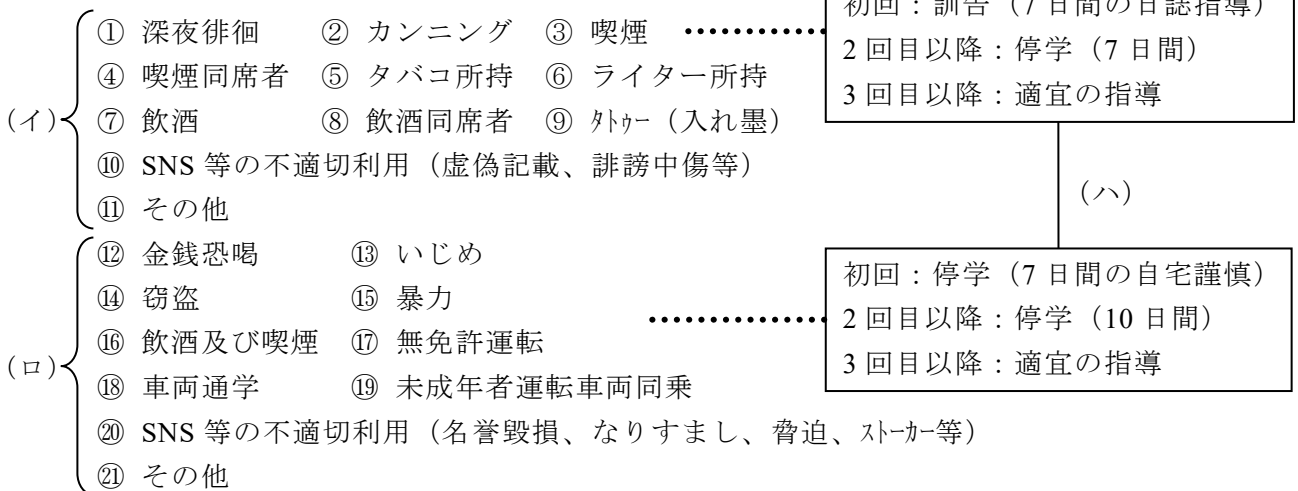 初回：訓告（7 日間の日誌指導）
① 深夜徘徊 ② カンニング ③ 喫煙
2 回目以降：停学（7 日間）
④ 喫煙同席者 ⑤ タバコ所持 ⑥ ライター所持
3 回目以降：適宜の指導
（イ）
⑦ 飲酒 ⑧ 飲酒同席者 ⑨ ﾀﾄｩｰ（入れ墨）
⑩ SNS 等の不適切利用（虚偽記載、誹謗中傷等）
（ハ）
⑪ その他
⑫ 金銭恐喝 ⑬ いじめ
初回：停学（7 日間の自宅謹慎）
⑭ 窃盗 ⑮ 暴力
2 回目以降：停学（10 日間）
⑯ 飲酒及び喫煙 ⑰ 無免許運転
（ロ）
3 回目以降：適宜の指導
⑱ 車両通学 ⑲ 未成年者運転車両同乗
⑳ SNS 等の不適切利用（名誉毀損、なりすまし、脅迫、ｽﾄｰｶｰ等）
㉑ その他